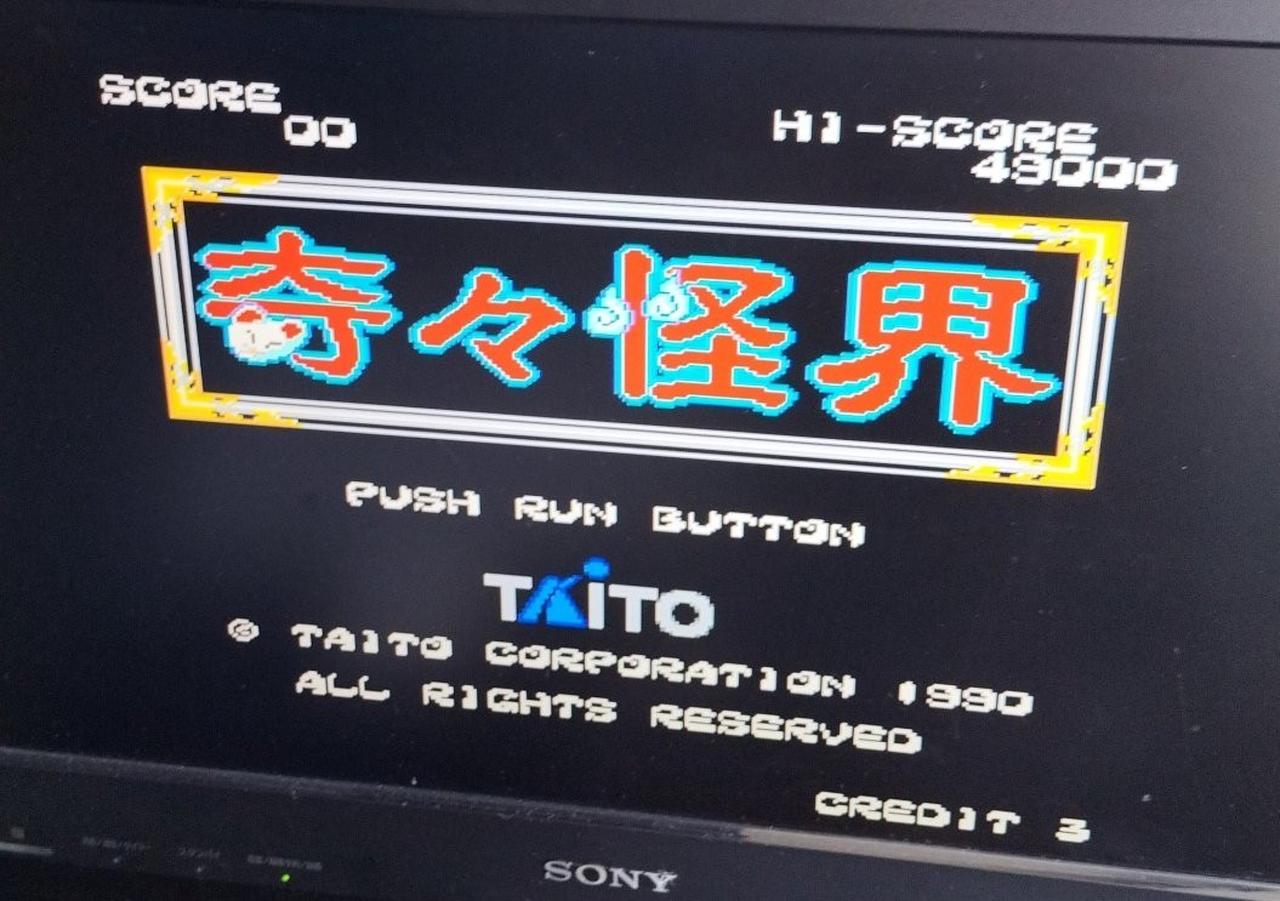 SCORE
00
HI-SCORE
49000
奇々怪界
PUSH RUN BUTTON
TAITO
© TAITO CORPORATION 1990
ALL RIGHTS RESERVED
CREDIT 3
SONY